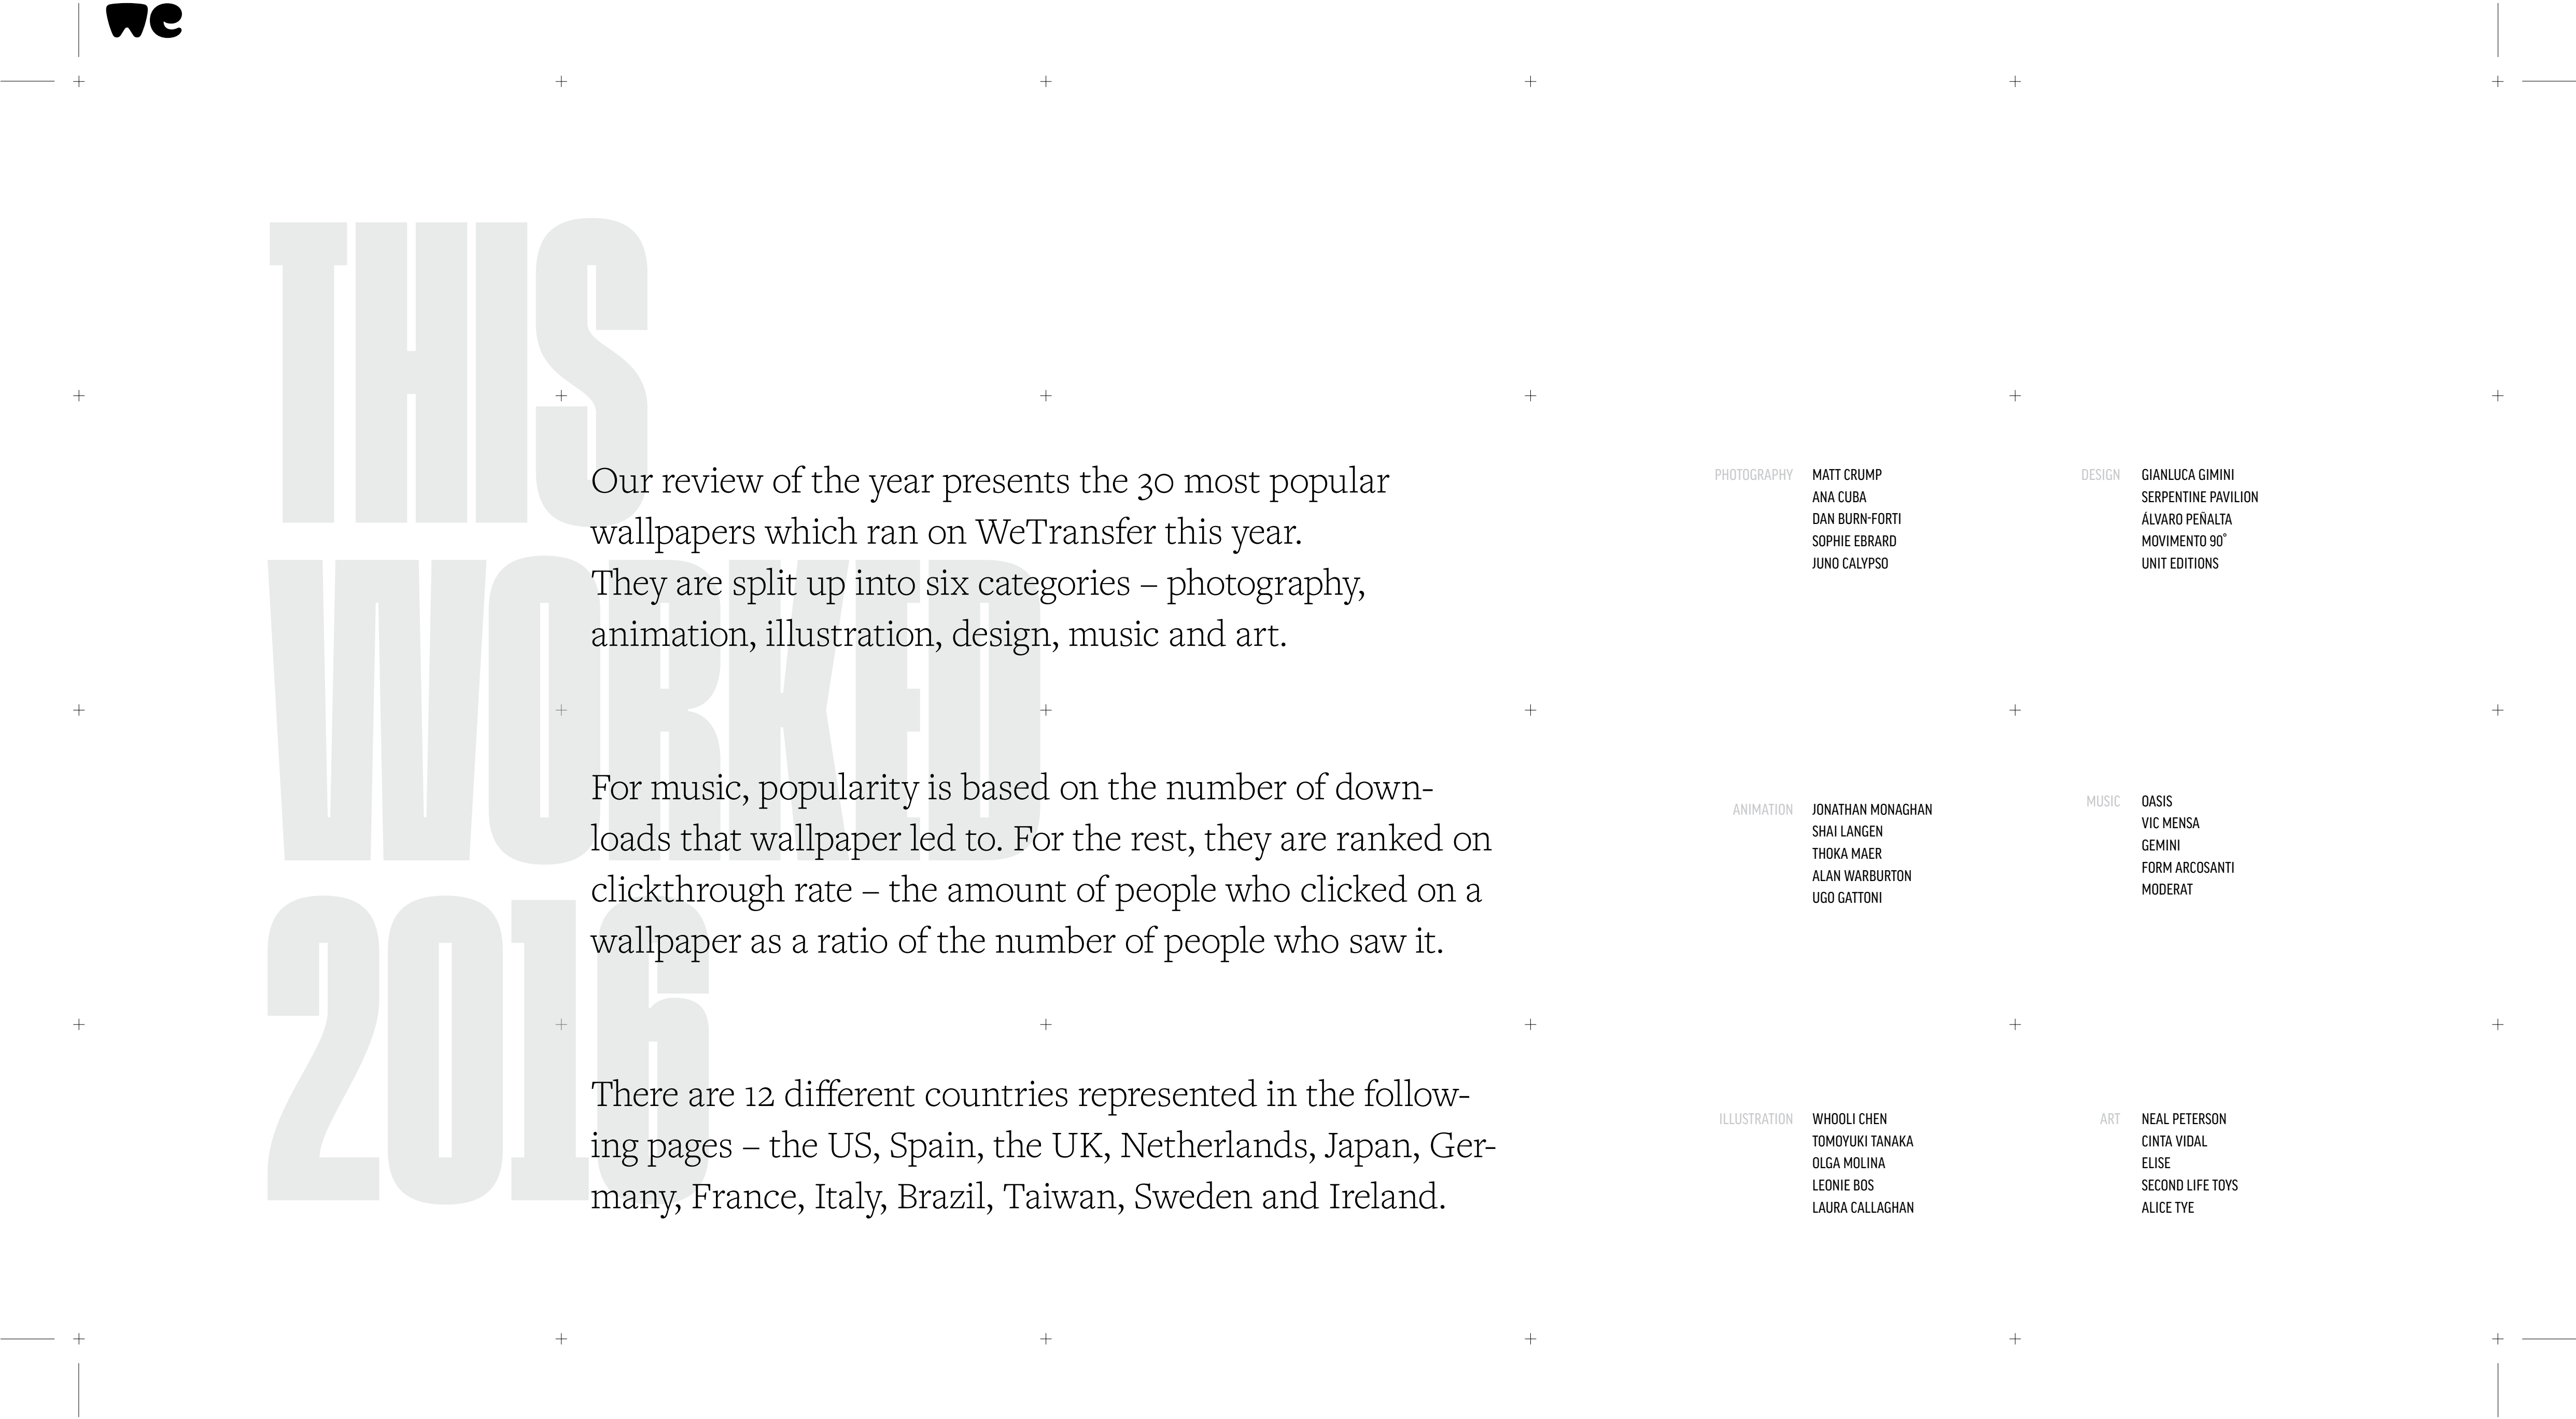 We
THIS
WORKED
2016
Our review of the year presents the 30 most popular
wallpapers which ran on WeTransfer this year.
They are split up into six categories – photography,
animation, illustration, design, music and art.
For music, popularity is based on the number of down-
loads that wallpaper led to. For the rest, they are ranked on
clickthrough rate – the amount of people who clicked on a
wallpaper as a ratio of the number of people who saw it.
There are 12 different countries represented in the follow-
ing pages – the US, Spain, the UK, Netherlands, Japan, Ger-
many, France, Italy, Brazil, Taiwan, Sweden and Ireland.
PHOTOGRAPHY
MATT CRUMP
ANA CUBA
DAN BURN-FORTI
SOPHIE EBRARD
JUNO CALYPSO
DESIGN
GIANLUCA GIMINI
SERPENTINE PAVILION
ÁLVARO PEÑALTA
MOVIMENTO 90°
UNIT EDITIONS
ANIMATION
JONATHAN MONAGHAN
SHAI LANGEN
THOKA MAER
ALAN WARBURTON
UGO GATTONI
MUSIC
OASIS
VIC MENSA
GEMINI
FORM ARCOSANTI
MODERAT
ILLUSTRATION
WHOOLI CHEN
TOMOYUKI TANAKA
OLGA MOLINA
LEONIE BOS
LAURA CALLAGHAN
ART
NEAL PETERSON
CINTA VIDAL
ELISE
SECOND LIFE TOYS
ALICE TYE